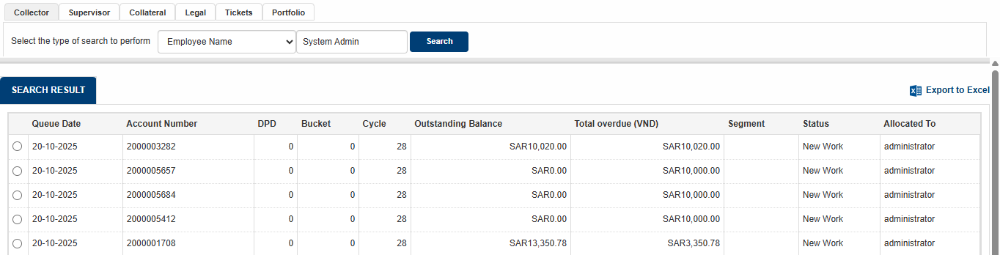 Collector Supervisor Collateral Legal Tickets Portfolio
Select the type of search to perform Employee Name System Admin Search
SEARCH RESULT Export to Excel
Queue Date Account Number DPD Bucket Cycle Outstanding Balance Total overdue (VND) Segment Status Allocated To
20-10-2025 2000003282 0 0 28 SAR10,020.00 SAR10,020.00 New Work administrator
20-10-2025 2000005657 0 0 28 SAR0.00 SAR10,000.00 New Work administrator
20-10-2025 2000005684 0 0 28 SAR0.00 SAR10,000.00 New Work administrator
20-10-2025 2000005412 0 0 28 SAR0.00 SAR10,000.00 New Work administrator
20-10-2025 2000001708 0 0 28 SAR13,350.78 SAR3,350.78 New Work administrator